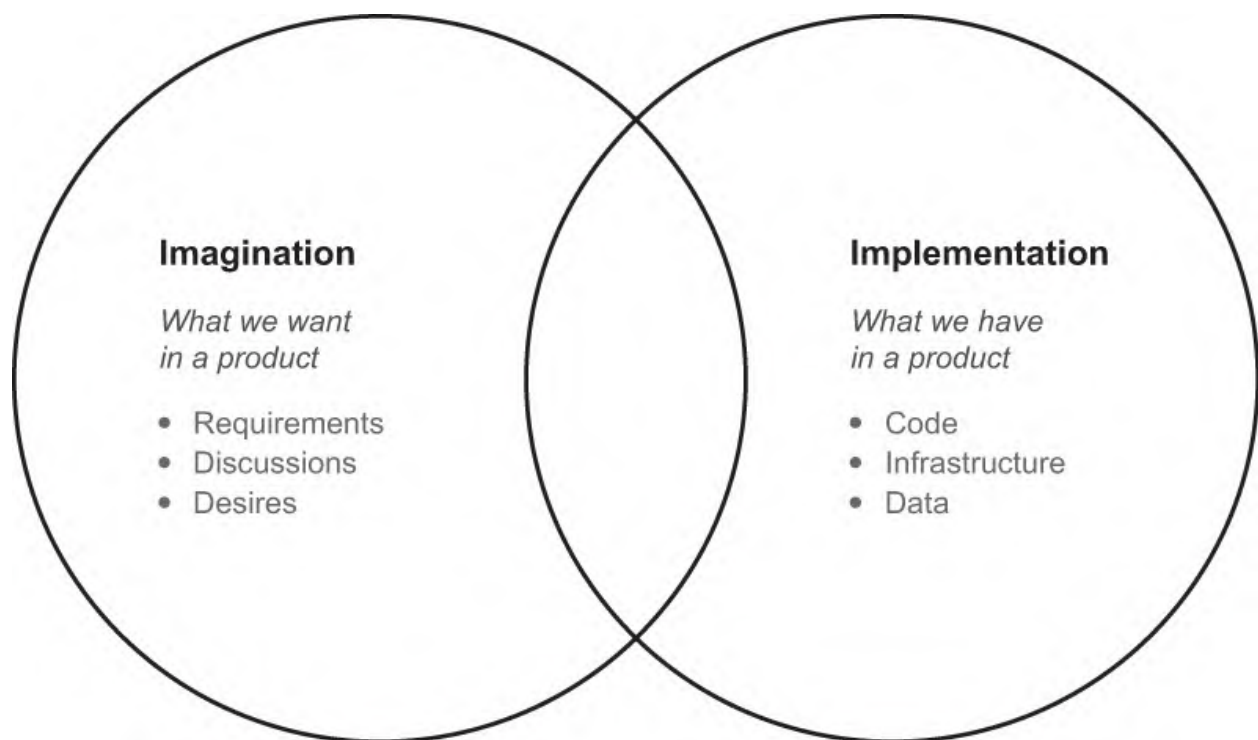 Imagination
What we want
in a product
• Requirements
• Discussions
• Desires
Implementation
What we have
in a product
• Code
• Infrastructure
• Data